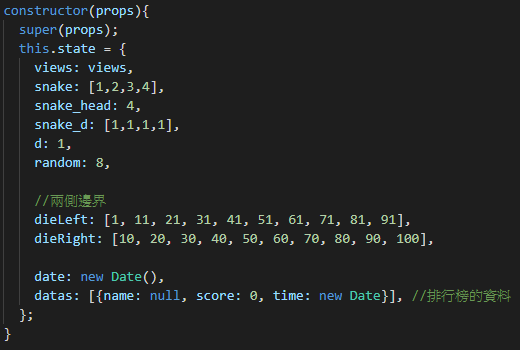 constructor(props){
super(props);
this.state = {
views: views,
snake: [1,2,3,4],
snake_head: 4,
snake_d: [1,1,1,1],
d: 1,
random: 8,
//兩側邊界
dieLeft: [1, 11, 21, 31, 41, 51, 61, 71, 81, 91],
dieRight: [10, 20, 30, 40, 50, 60, 70, 80, 90, 100],
date: new Date(),
datas: [{name: null, score: 0, time: new Date}], //排行榜的資料
};
}